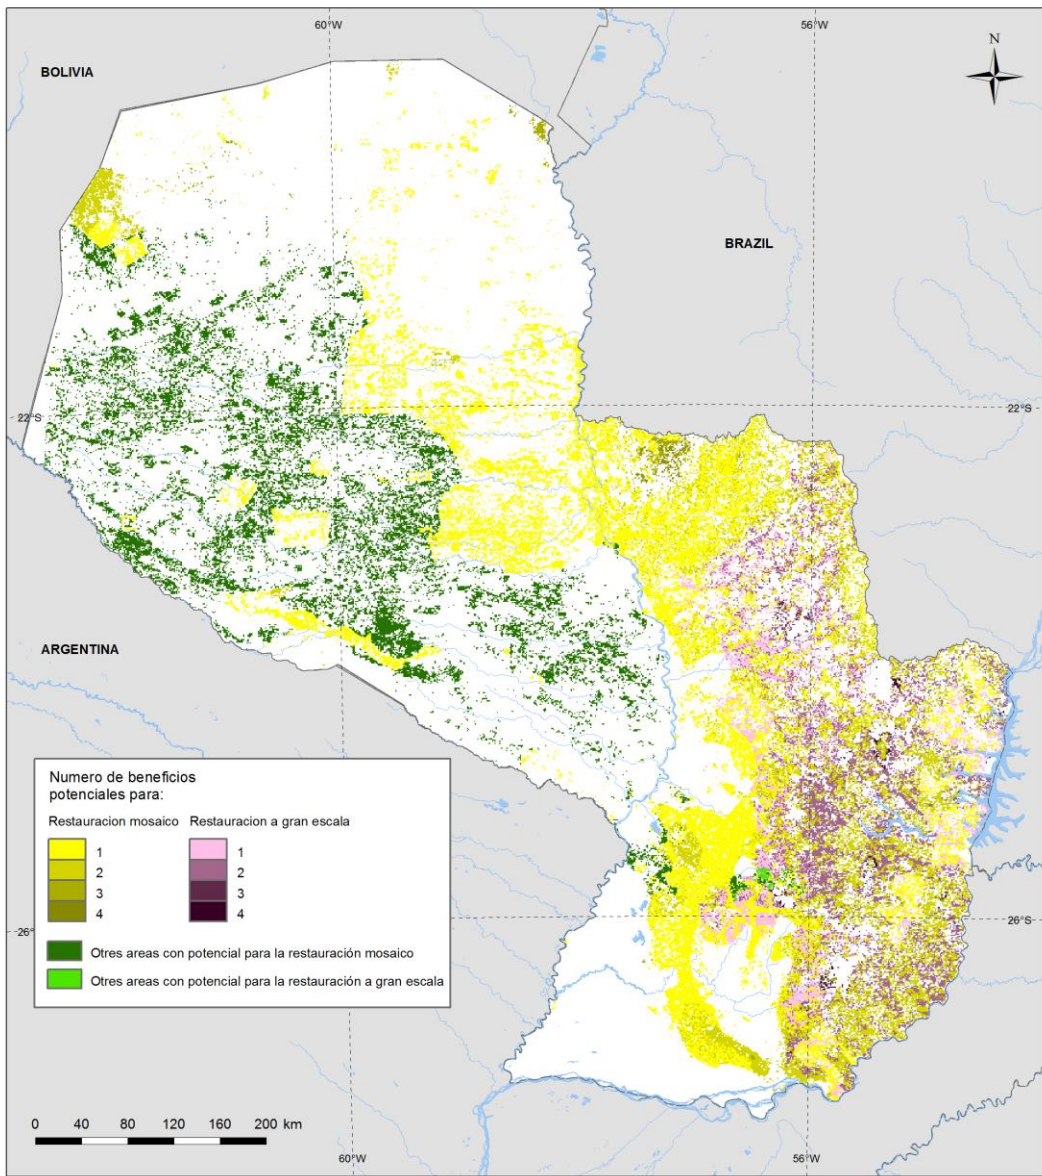 60°W
56°W
BOLIVIA
N
BRAZIL
22°S
22°S
ARGENTINA
Numero de beneficios
potenciales para:
Restauracion mosaico
Restauracion a gran escala
1
1
2
2
3
3
4
4
Otres areas con potencial para la restauración mosaico
Otres areas con potencial para la restauración a gran escala
26°S
26°S
0 40 80 120 160 200 km
60°W
56°W